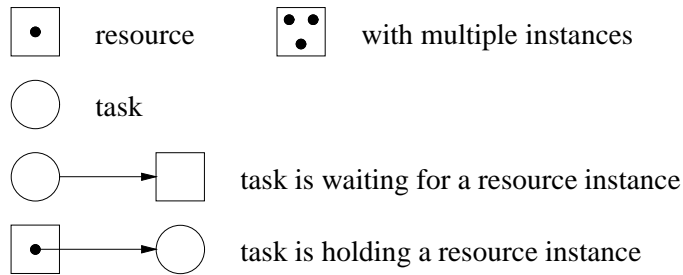 resource with multiple instances
task
task is waiting for a resource instance
task is holding a resource instance